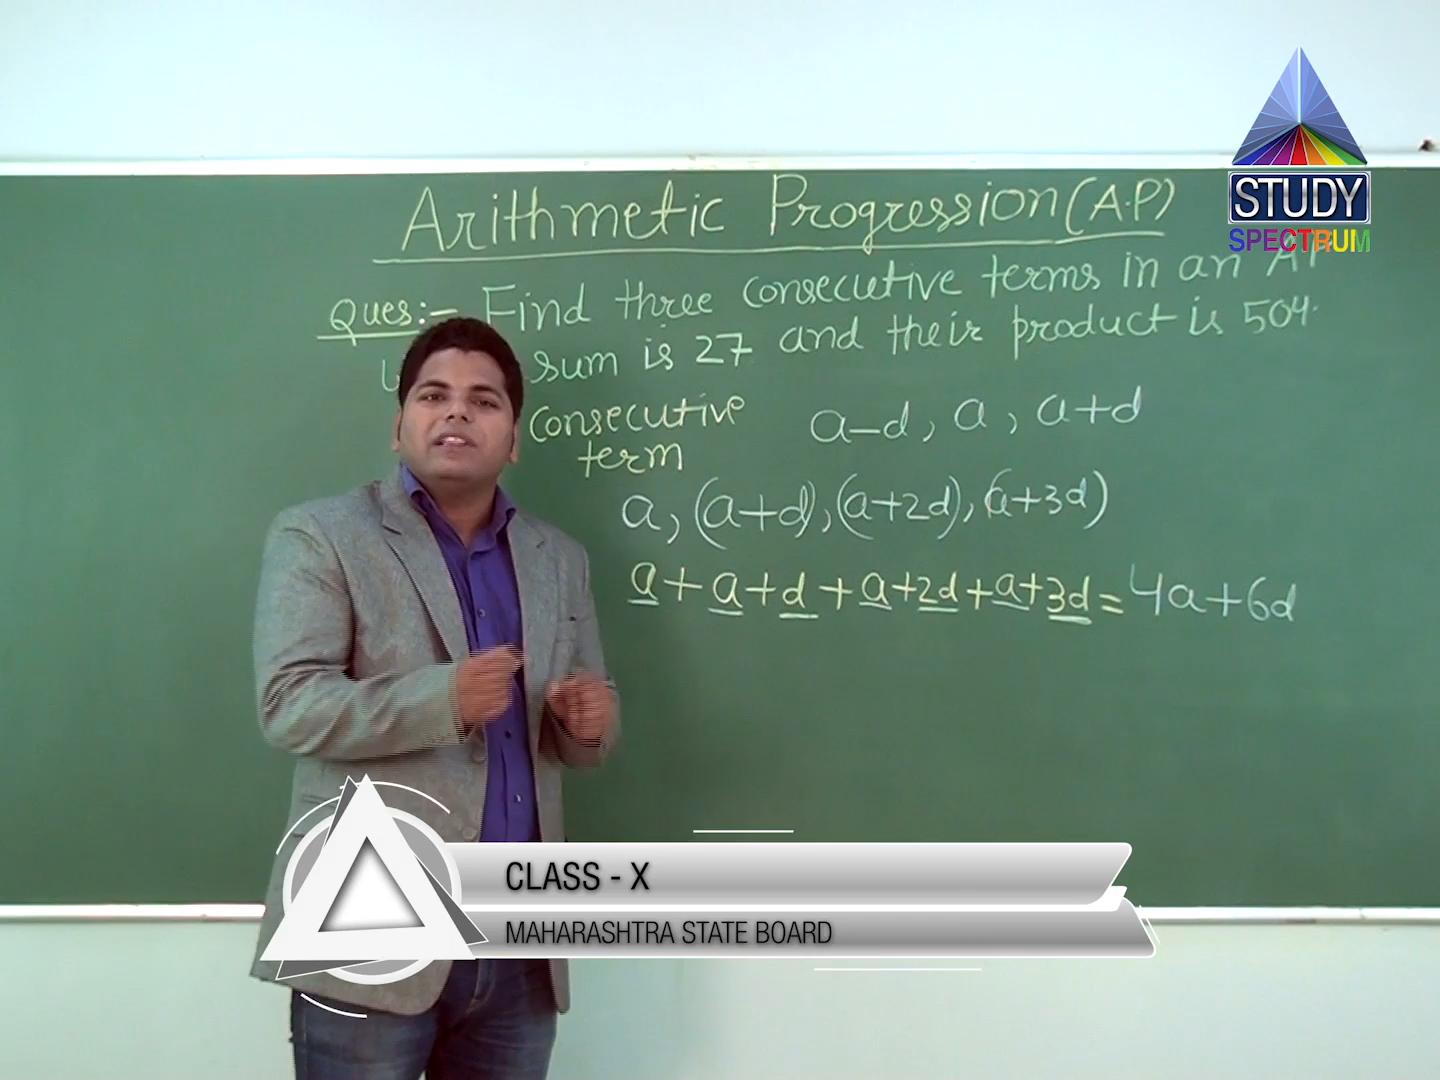 Arithmetic Progression (A.P)
Ques:- Find three consecutive terms in an AP
sum is 27 and their product is 504.
consecutive
term
a-d, a, a+d
a, (a+d), (a+2d), (a+3d)
a + a + d + a + 2d + a + 3d = 4a + 6d
STUDY
SPECTRUM
CLASS - X
MAHARASHTRA STATE BOARD